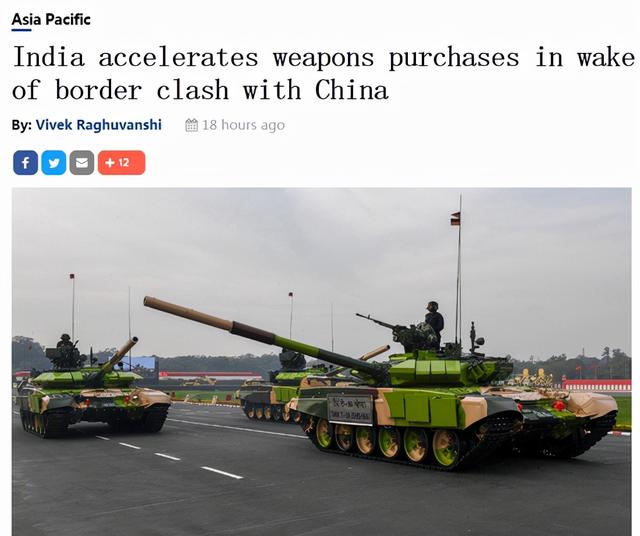 Asia Pacific
India accelerates weapons purchases in wake
of border clash with China
By: Vivek Raghuvanshi 18 hours ago
+ 12